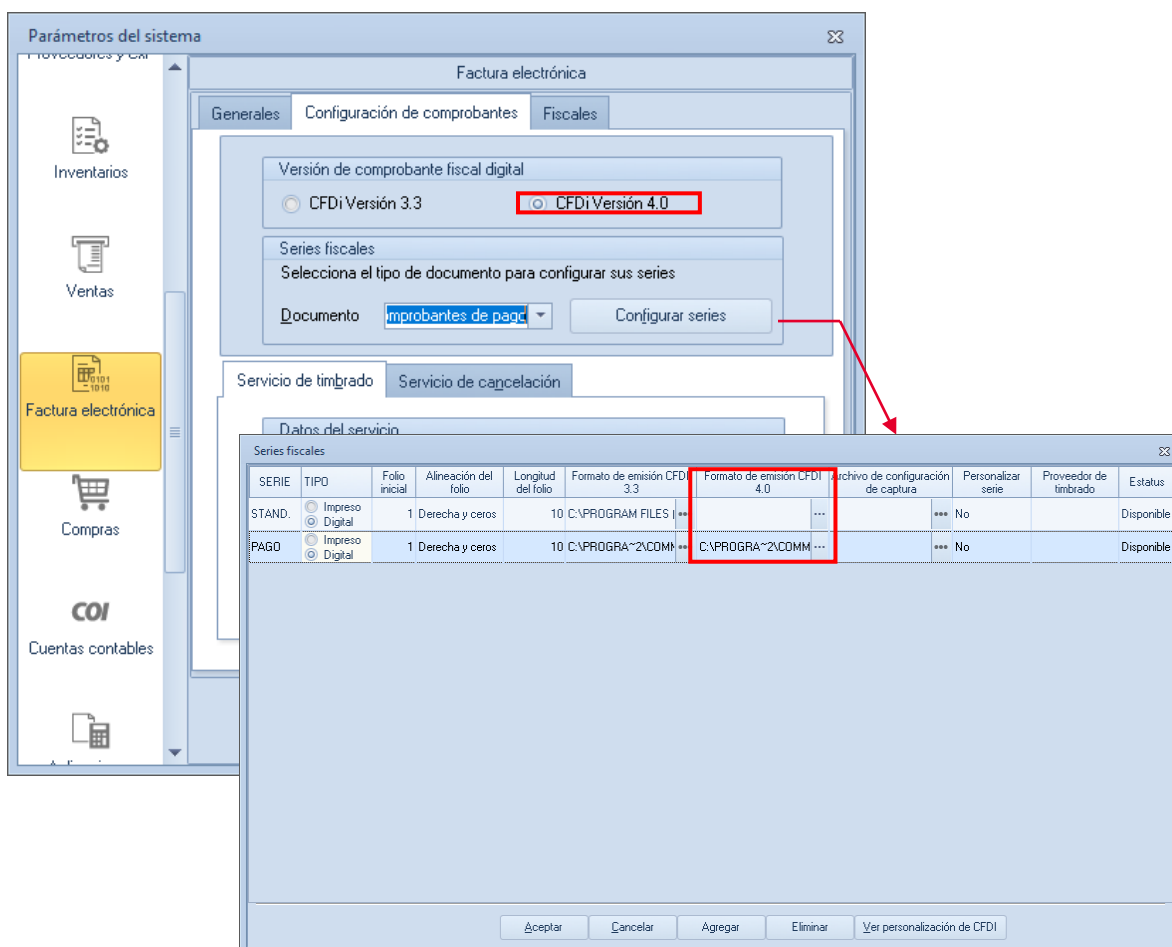 Parámetros del sistema
Proveedores y CxP
Inventarios
Ventas
Factura electrónica
Compras
COI
Cuentas contables
Factura electrónica
Generales Configuración de comprobantes Fiscales
Versión de comprobante fiscal digital
CFDi Versión 3.3 CFDi Versión 4.0
Series fiscales
Selecciona el tipo de documento para configurar sus series
Documento mprobantes de pago Configurar series
Servicio de timbrado Servicio de cancelación
Datos del servicio
Series fiscales
SERIE TIPO Folio inicial Alineación del folio Longitud del folio Formato de emisión CFDI 3.3 Formato de emisión CFDI 4.0 Archivo de configuración de captura Personalizar serie Proveedor de timbrado Estatus
STAND. Impreso Digital 1 Derecha y ceros 10 C:\PROGRAM FILES ... ... ... No Disponible
PAGO Impreso Digital 1 Derecha y ceros 10 C:\PROGRA~2\COMM ... C:\PROGRA~2\COMM ... ... No Disponible
Aceptar Cancelar Agregar Eliminar Ver personalización de CFDI